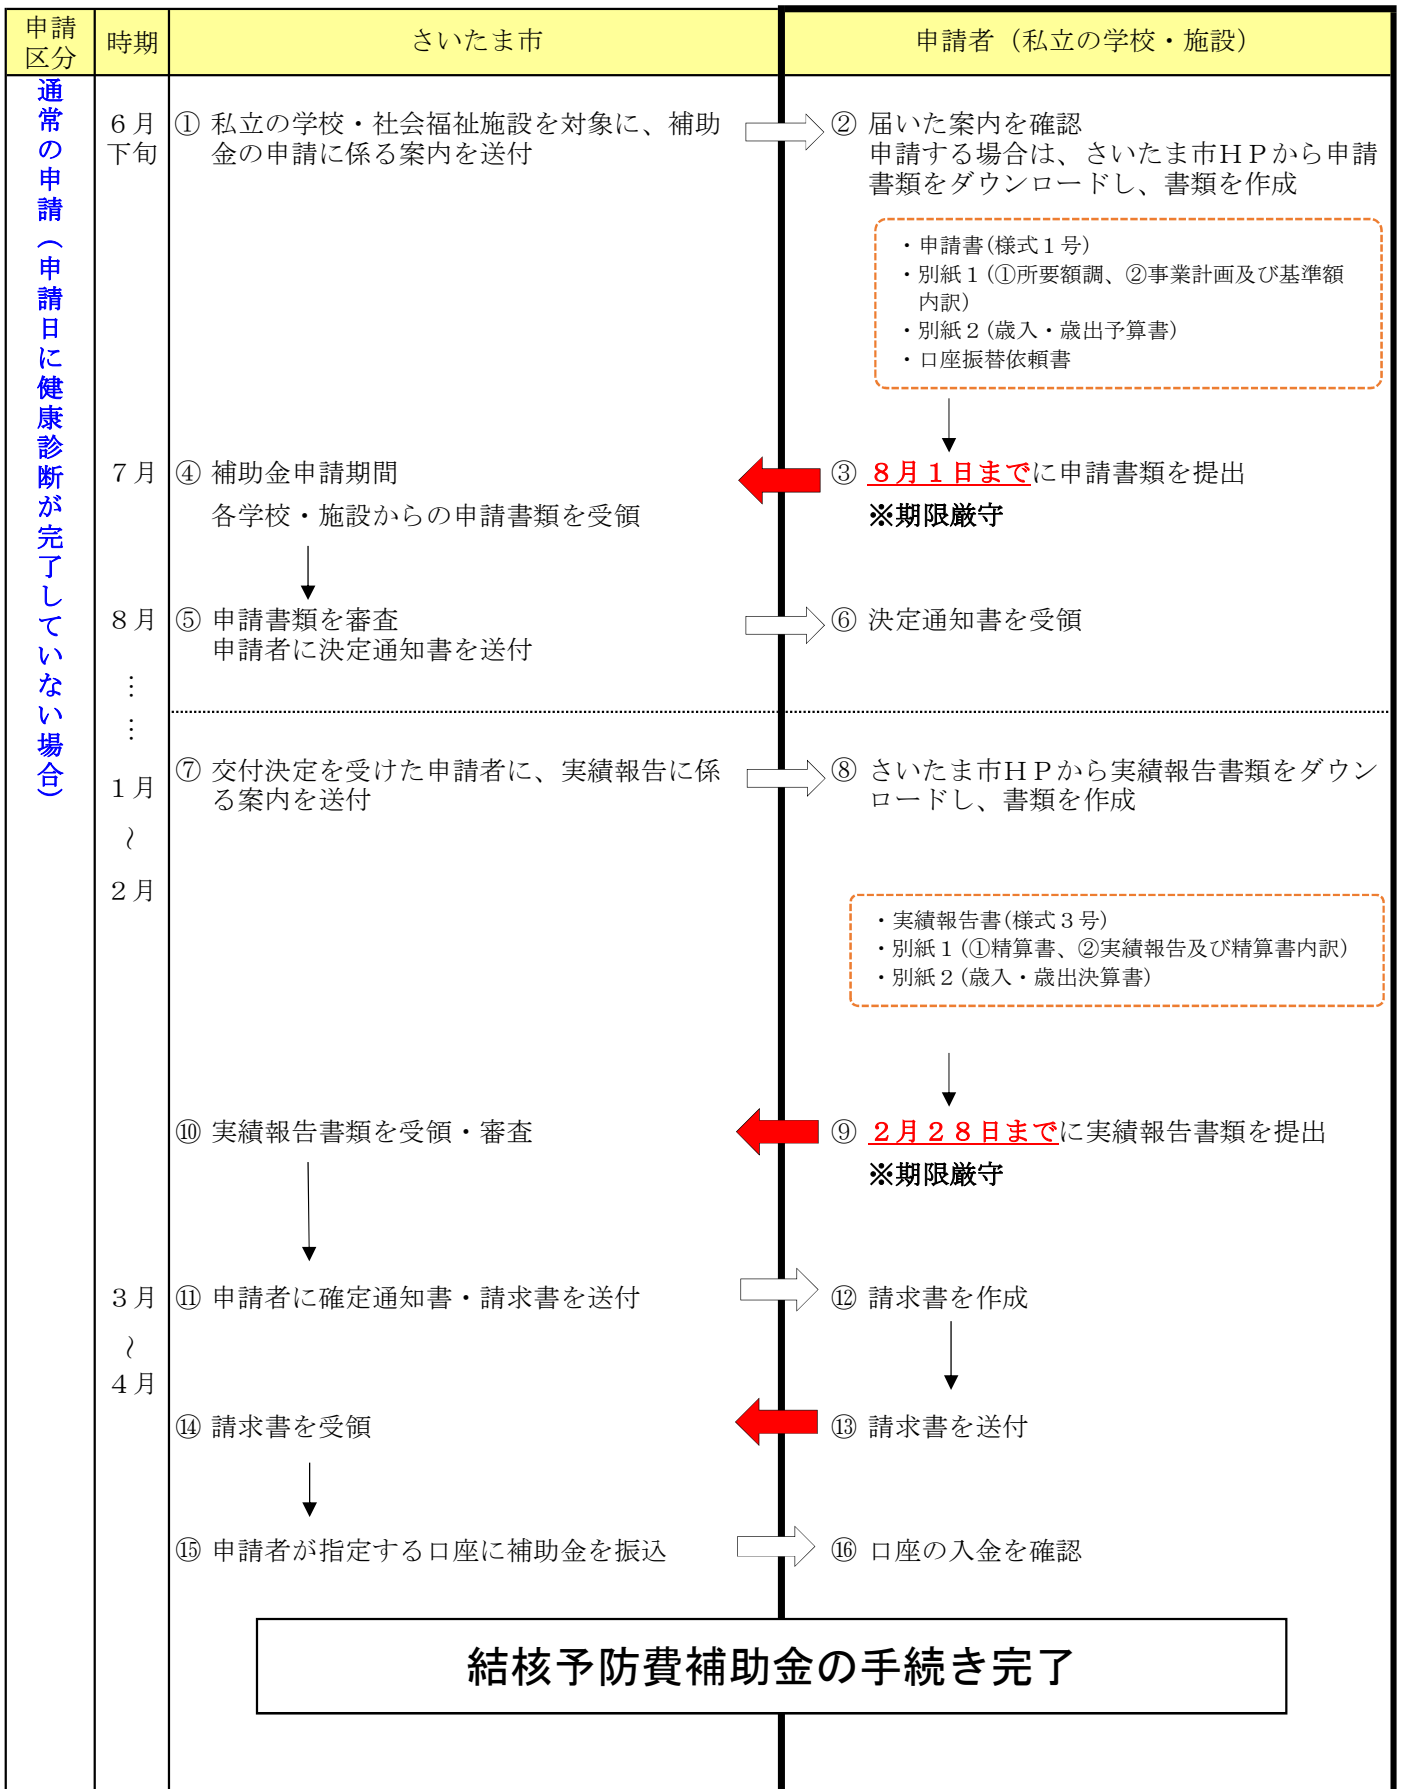 申請
区分
時期
さいたま市
申請者（私立の学校・施設）
通常の申請（申請日に健康診断が完了していない場合）
６月
下旬
① 私立の学校・社会福祉施設を対象に、補助
金の申請に係る案内を送付
② 届いた案内を確認
申請する場合は、さいたま市ＨＰから申請
書類をダウンロードし、書類を作成
・申請書(様式１号)
・別紙１(①所要額調、②事業計画及び基準額
内訳)
・別紙２(歳入・歳出予算書)
・口座振替依頼書
７月
④ 補助金申請期間
各学校・施設からの申請書類を受領
③ ８月１日までに申請書類を提出
※期限厳守
８月
⑤ 申請書類を審査
申請者に決定通知書を送付
⑥ 決定通知書を受領
…
…
１月
～
２月
⑦ 交付決定を受けた申請者に、実績報告に係
る案内を送付
⑧ さいたま市ＨＰから実績報告書類をダウン
ロードし、書類を作成
・実績報告書(様式３号)
・別紙１(①精算書、②実績報告及び精算書内訳)
・別紙２(歳入・歳出決算書)
⑩ 実績報告書類を受領・審査
⑨ ２月２８日までに実績報告書類を提出
※期限厳守
３月
～
４月
⑪ 申請者に確定通知書・請求書を送付
⑫ 請求書を作成
⑭ 請求書を受領
⑬ 請求書を送付
⑮ 申請者が指定する口座に補助金を振込
⑯ 口座の入金を確認
結核予防費補助金の手続き完了